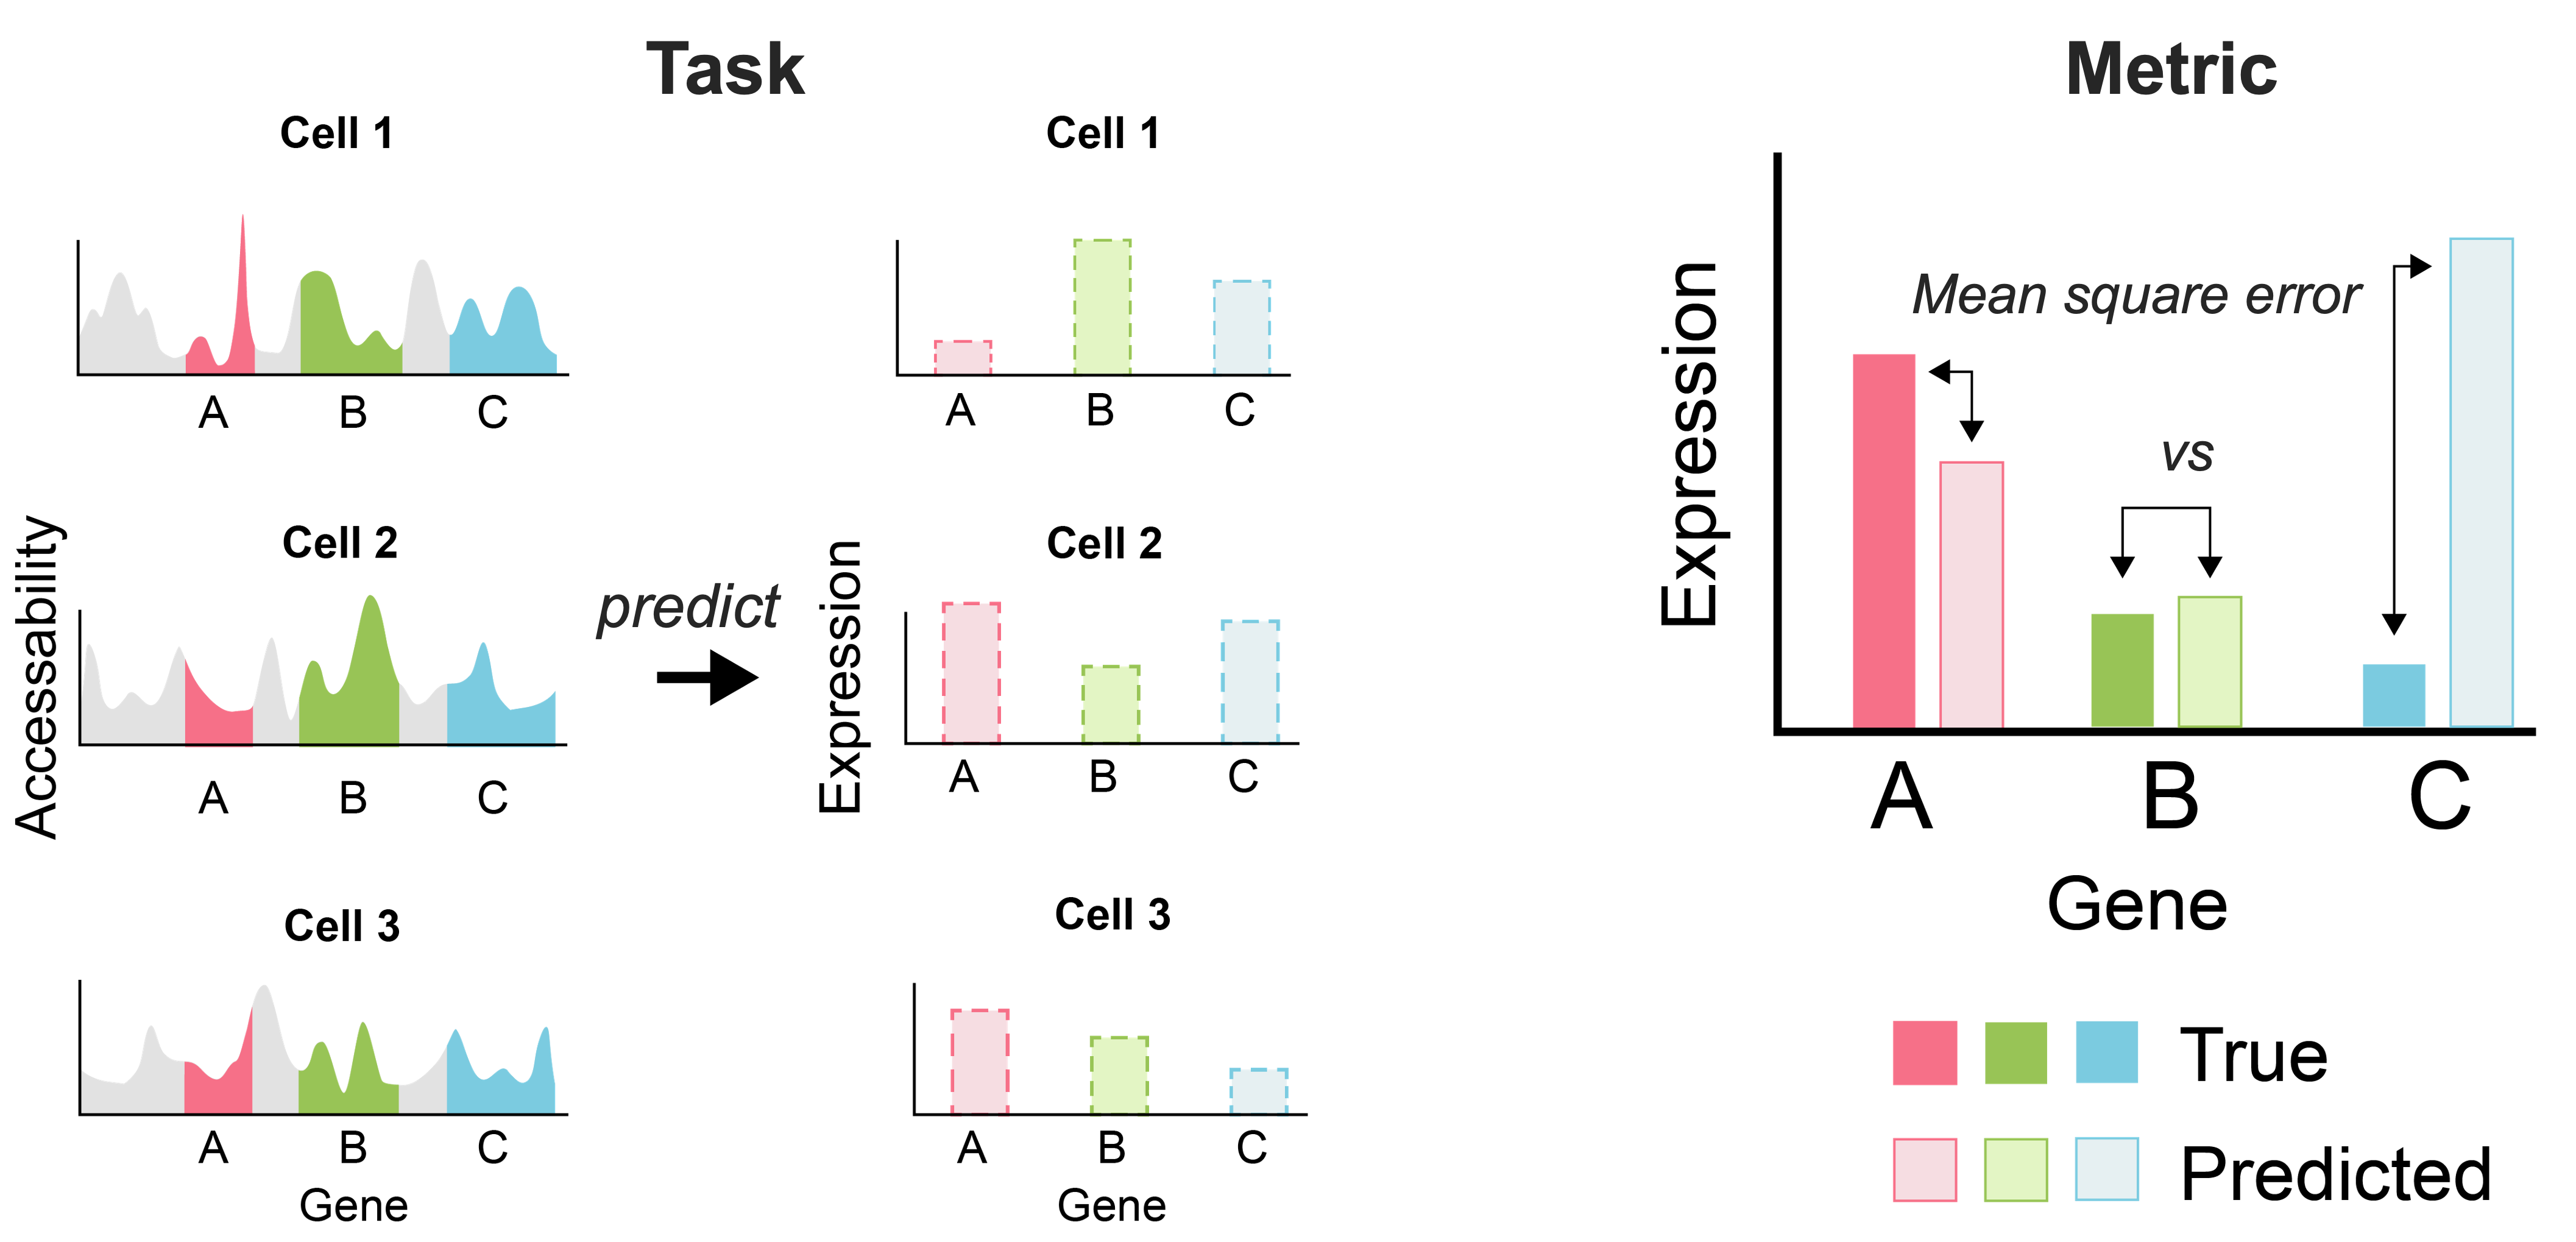 Task
Cell 1
Cell 1
A B C
A B C
Accessability
Cell 2
predict
Expression
Cell 2
A B C
A B C
Cell 3
Cell 3
A B C
A B C
Gene
Gene
Metric
Expression
Mean square error
vs
A B C
Gene
True
Predicted